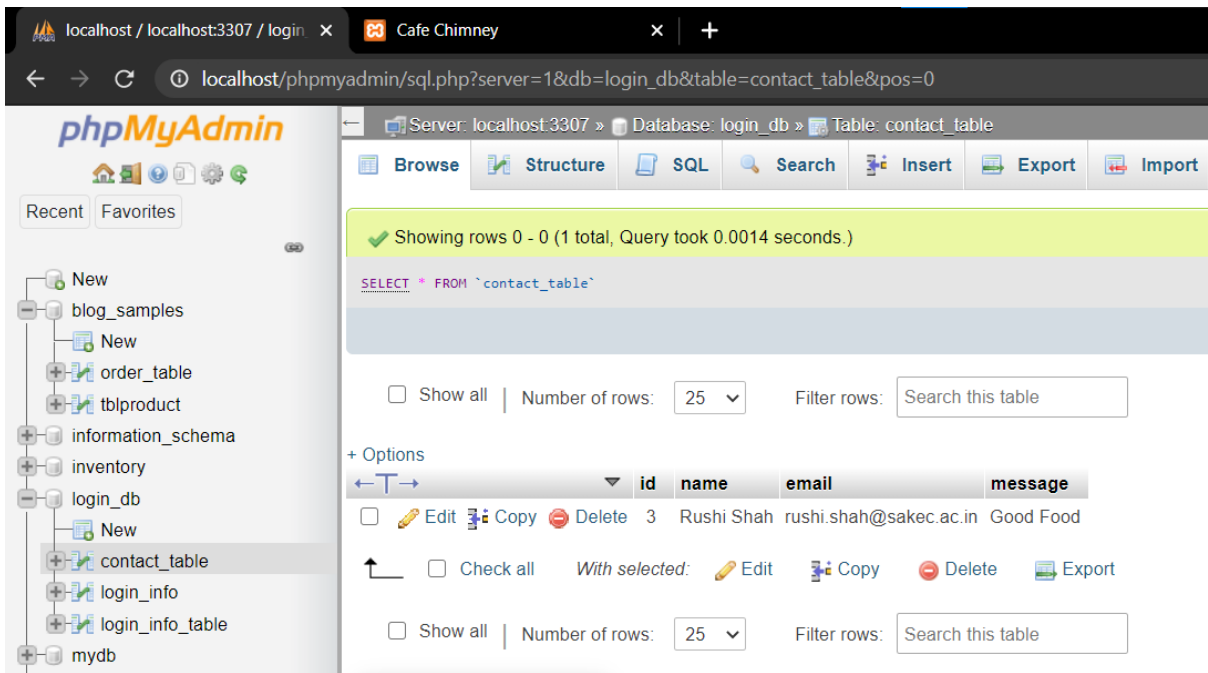 localhost / localhost:3307 / login
Cafe Chimney
localhost/phpmyadmin/sql.php?server=1&db=login_db&table=contact_table&pos=0
phpMyAdmin
Recent Favorites
New
blog_samples
New
order_table
tblproduct
information_schema
inventory
login_db
New
contact_table
login_info
login_info_table
mydb
Server: localhost:3307 » Database: login_db » Table: contact_table
Browse Structure SQL Search Insert Export Import
Showing rows 0 - 0 (1 total, Query took 0.0014 seconds.)
SELECT * FROM `contact_table`
Show all | Number of rows: 25 Filter rows: Search this table
+ Options
id name email message
Edit Copy Delete 3 Rushi Shah rushi.shah@sakec.ac.in Good Food
Check all With selected: Edit Copy Delete Export
Show all | Number of rows: 25 Filter rows: Search this table